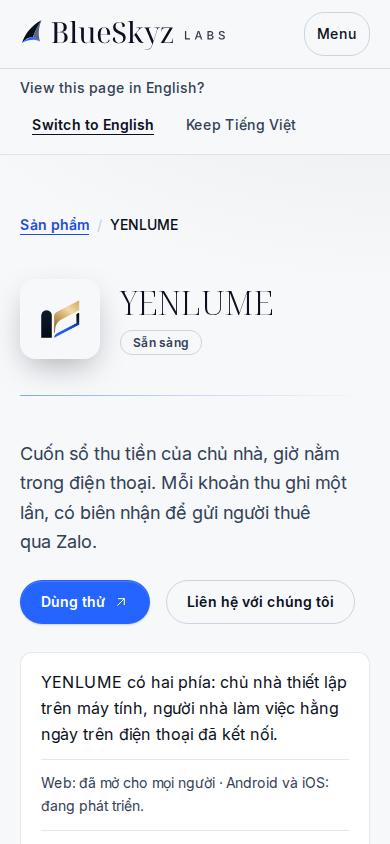 BlueSkyz LABS
Menu
View this page in English?
Switch to English Keep Tiếng Việt
Sản phẩm / YENLUME
YENLUME
Sẵn sàng
Cuốn sổ thu tiền của chủ nhà, giờ nằm
trong điện thoại. Mỗi khoản thu ghi một
lần, có biên nhận để gửi người thuê
qua Zalo.
Dùng thử Liên hệ với chúng tôi
YENLUME có hai phía: chủ nhà thiết lập
trên máy tính, người nhà làm việc hằng
ngày trên điện thoại đã kết nối.
Web: đã mở cho mọi người · Android và iOS:
đang phát triển.